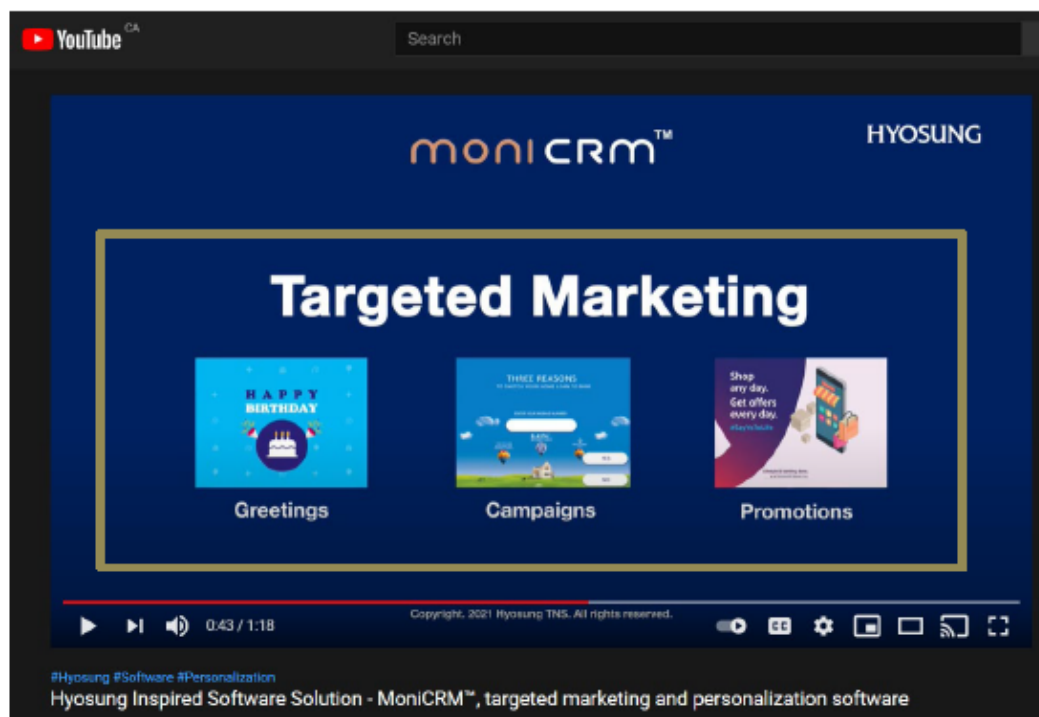 YouTube CA
Search
moni CRM™
HYOSUNG
Targeted Marketing
HAPPY
BIRTHDAY
THREE REASONS
Shop
any day.
Get offers
every day.
Greetings
Campaigns
Promotions
Copyright. 2021 Hyosung TNS. All rights reserved.
0:43 / 1:18
CC
#Hyosung #Software #Personalization
Hyosung Inspired Software Solution - MoniCRM™, targeted marketing and personalization software